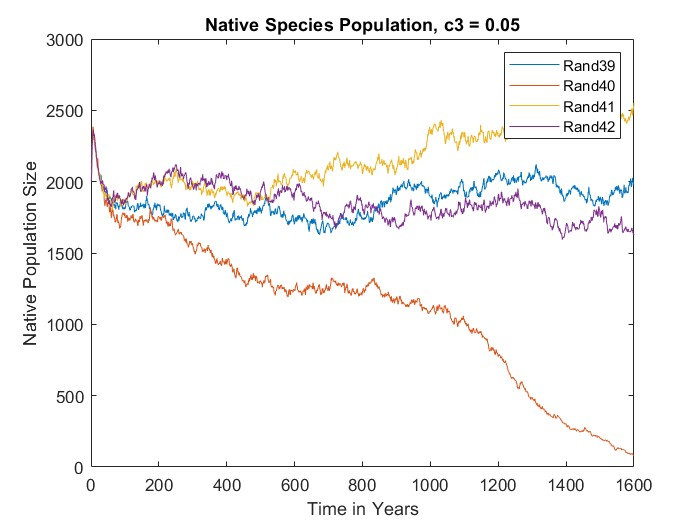 Native Species Population, c3 = 0.05
3000
2500
2000
1500
1000
500
0
Native Population Size
Rand39
Rand40
Rand41
Rand42
0 200 400 600 800 1000 1200 1400 1600
Time in Years